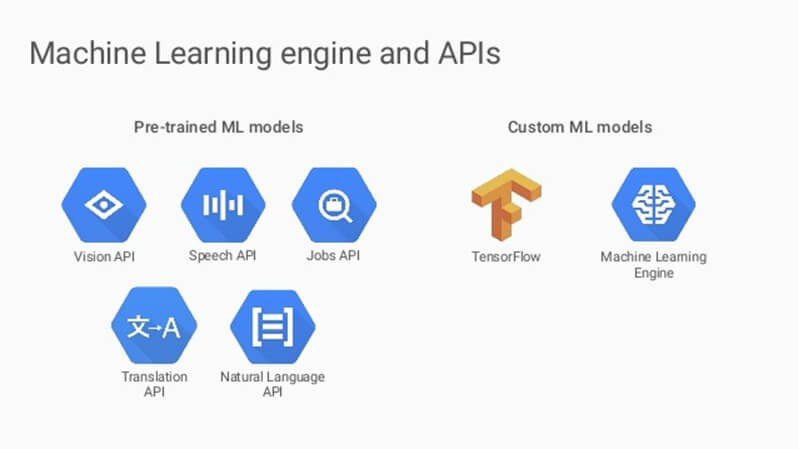 Machine Learning engine and APIs
Pre-trained ML models
Custom ML models
Vision API
Speech API
Jobs API
TensorFlow
Machine Learning
Engine
文→A
Translation
API
Natural Language
API